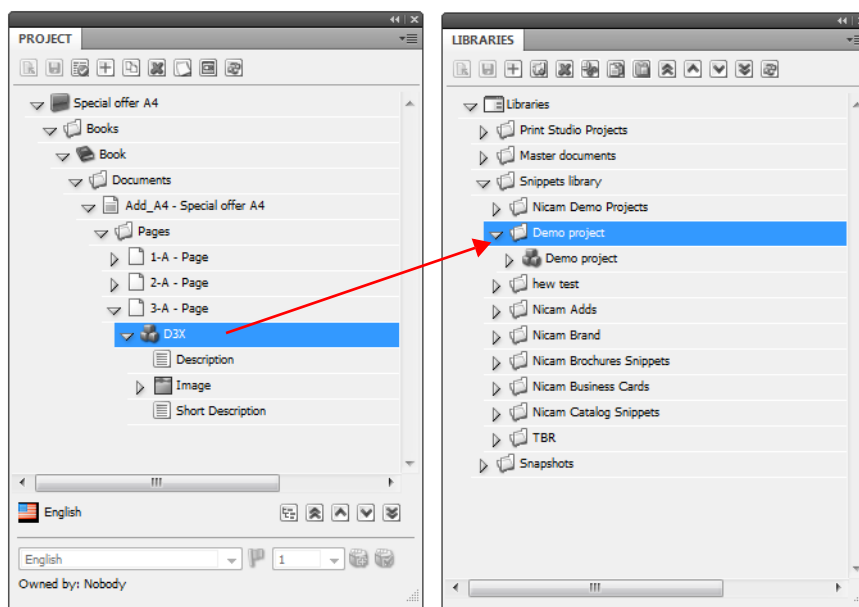 PROJECT
Special offer A4
Books
Book
Documents
Add_A4 - Special offer A4
Pages
1-A - Page
2-A - Page
3-A - Page
D3X
Description
Image
Short Description
English
English
1
Owned by: Nobody
LIBRARIES
Libraries
Print Studio Projects
Master documents
Snippets library
Nicam Demo Projects
Demo project
Demo project
hew test
Nicam Adds
Nicam Brand
Nicam Brochures Snippets
Nicam Business Cards
Nicam Catalog Snippets
TBR
Snapshots